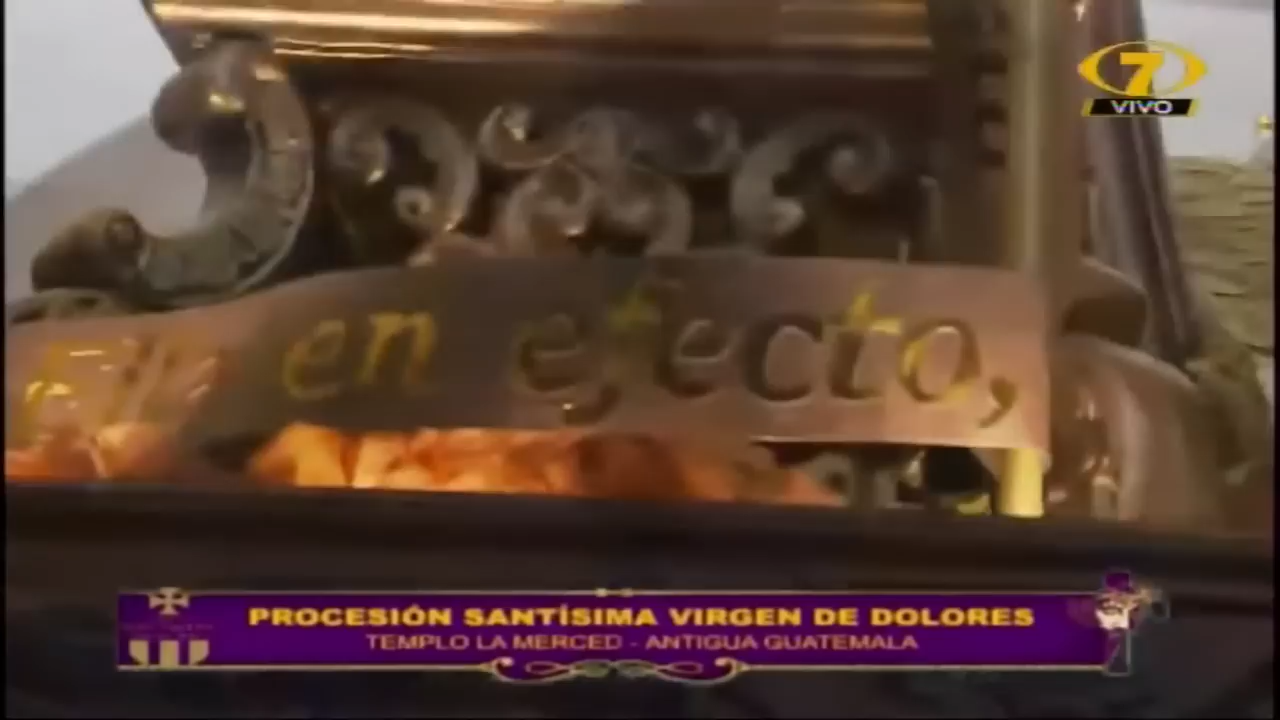 7
VIVO
en efecto,
PROCESIÓN SANTÍSIMA VIRGEN DE DOLORES
TEMPLO LA MERCED - ANTIGUA GUATEMALA